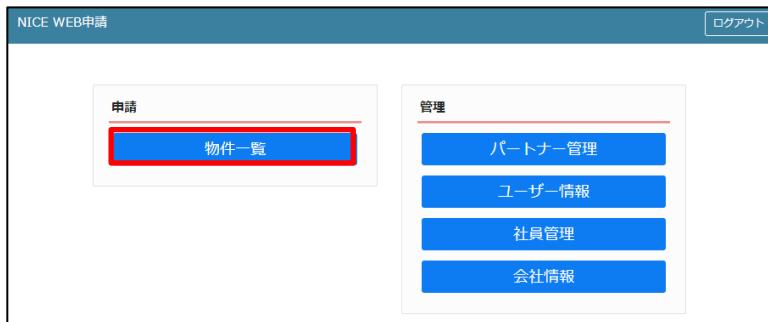 NICE WEB申請
ログアウト
申請
物件一覧
管理
パートナー管理
ユーザー情報
社員管理
会社情報